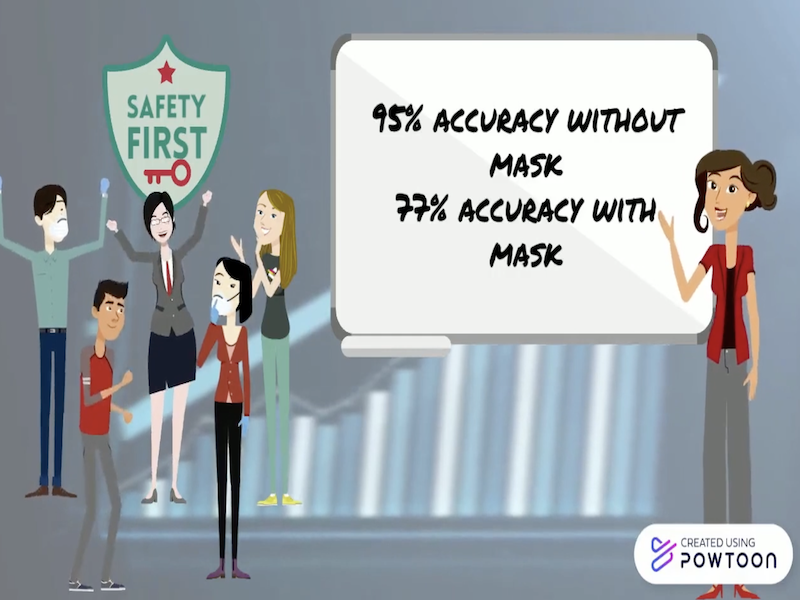 SAFETY
FIRST
95% ACCURACY WITHOUT
MASK
77% ACCURACY WITH
MASK
CREATED USING
POWTOON